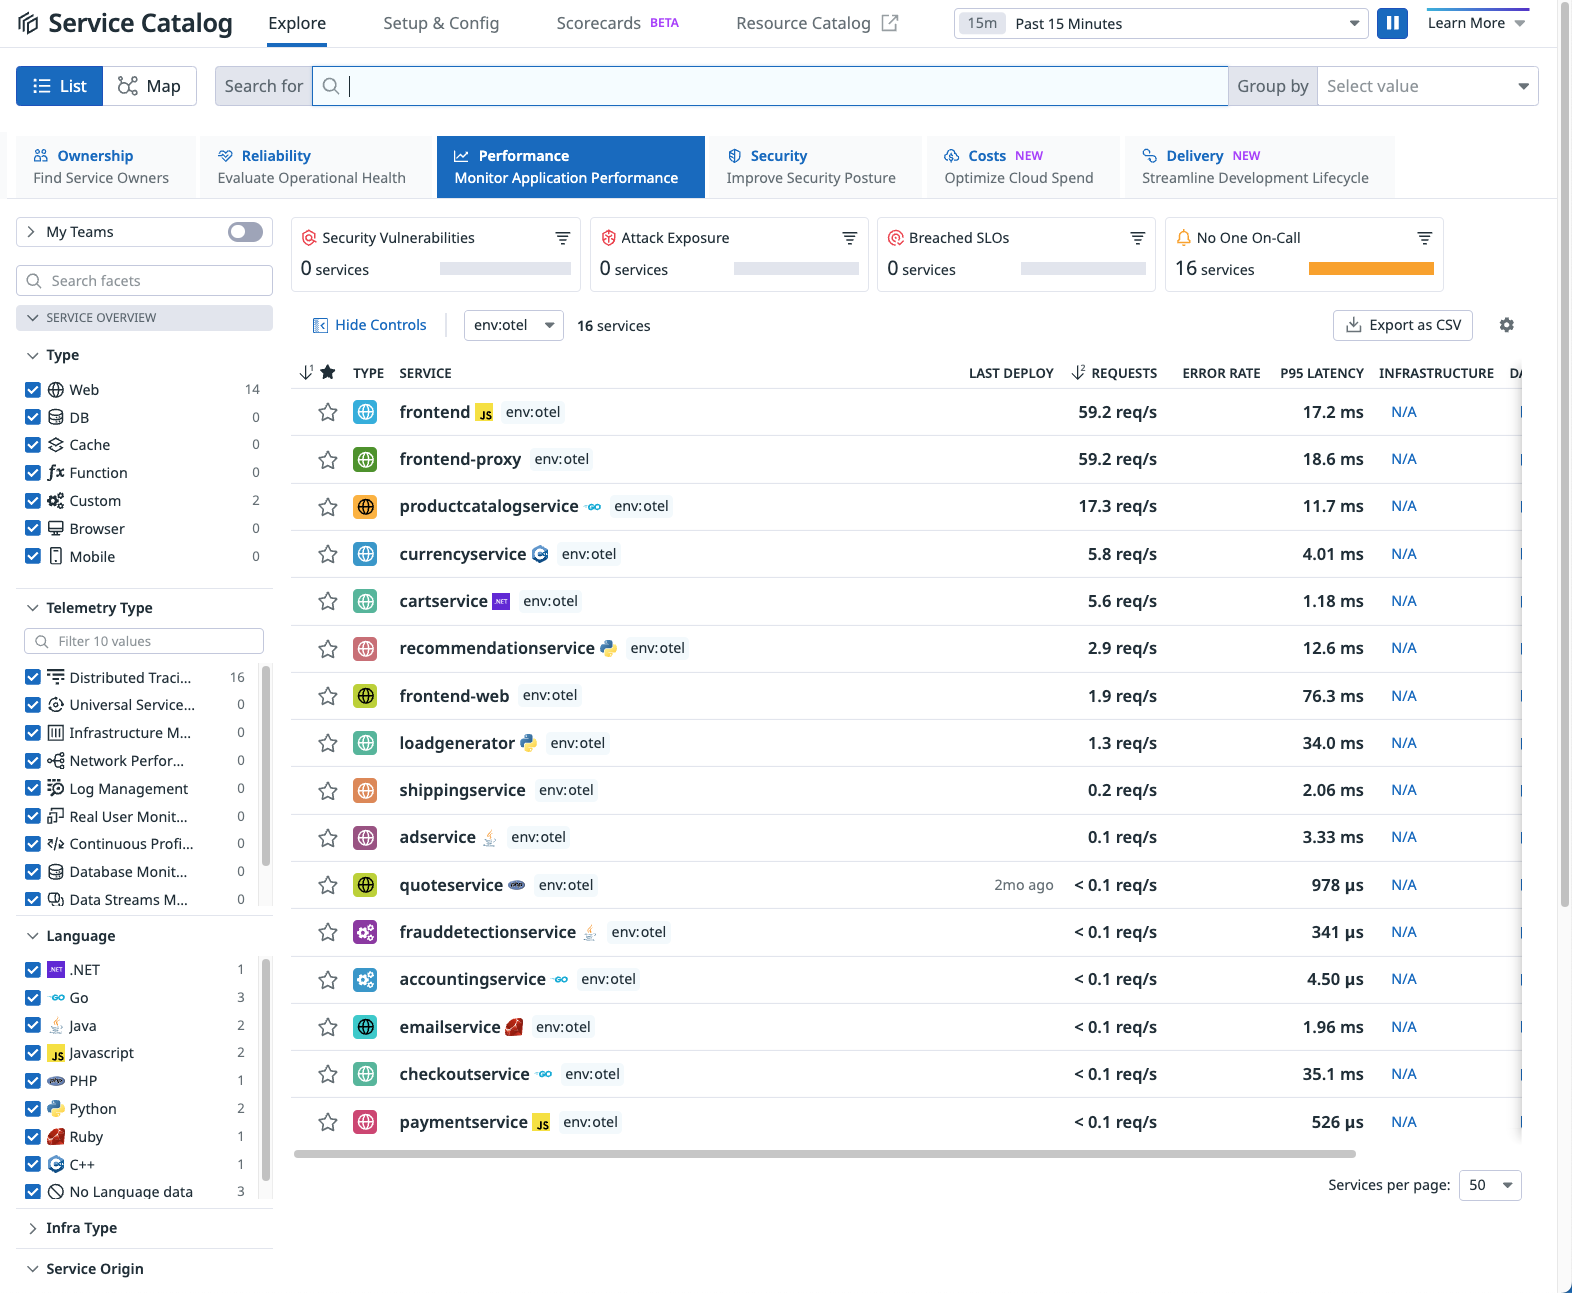 Service Catalog Explore Setup & Config Scorecards BETA Resource Catalog 15m Past 15 Minutes Learn More
List Map Search for Group by Select value
Ownership Reliability Performance Security Costs NEW Delivery NEW
Find Service Owners Evaluate Operational Health Monitor Application Performance Improve Security Posture Optimize Cloud Spend Streamline Development Lifecycle
My Teams
Search facets
SERVICE OVERVIEW
Type
Web 14
DB 0
Cache 0
Function 0
Custom 2
Browser 0
Mobile 0
Telemetry Type
Filter 10 values
Distributed Traci... 16
Universal Service... 0
Infrastructure M... 0
Network Perfor... 0
Log Management 0
Real User Monit... 0
Continuous Profi... 0
Database Monit... 0
Data Streams M... 0
Language
.NET 1
Go 3
Java 2
Javascript 2
PHP 1
Python 2
Ruby 1
C++ 1
No Language data 3
Infra Type
Service Origin
Security Vulnerabilities Attack Exposure Breached SLOs No One On-Call
0 services 0 services 0 services 16 services
Hide Controls env:otel 16 services Export as CSV
TYPE SERVICE LAST DEPLOY REQUESTS ERROR RATE P95 LATENCY INFRASTRUCTURE
frontend JS env:otel 59.2 req/s 17.2 ms N/A
frontend-proxy env:otel 59.2 req/s 18.6 ms N/A
productcatalogservice GO env:otel 17.3 req/s 11.7 ms N/A
currencyservice env:otel 5.8 req/s 4.01 ms N/A
cartservice .NET env:otel 5.6 req/s 1.18 ms N/A
recommendationservice env:otel 2.9 req/s 12.6 ms N/A
frontend-web env:otel 1.9 req/s 76.3 ms N/A
loadgenerator env:otel 1.3 req/s 34.0 ms N/A
shippingservice env:otel 0.2 req/s 2.06 ms N/A
adservice env:otel 0.1 req/s 3.33 ms N/A
quoteservice php env:otel 2mo ago < 0.1 req/s 978 µs N/A
frauddetectionservice env:otel < 0.1 req/s 341 µs N/A
accountingservice GO env:otel < 0.1 req/s 4.50 µs N/A
emailservice env:otel < 0.1 req/s 1.96 ms N/A
checkoutservice GO env:otel < 0.1 req/s 35.1 ms N/A
paymentservice JS env:otel < 0.1 req/s 526 µs N/A
Services per page: 50